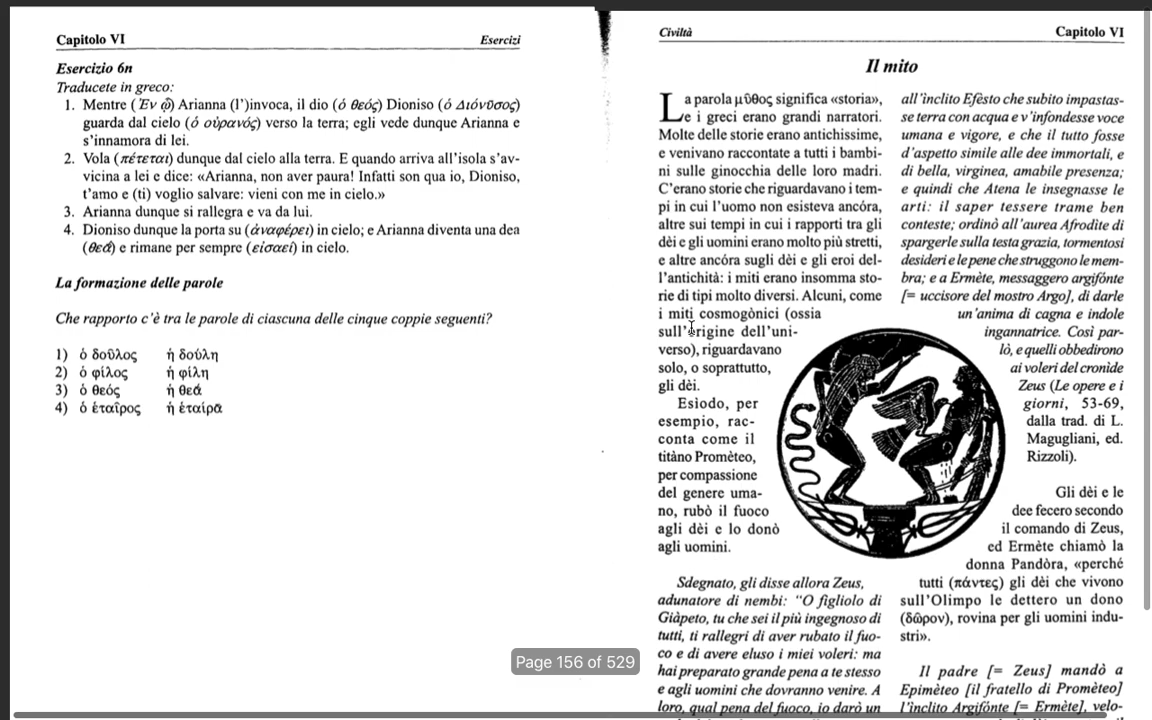 Capitolo VI
Esercizi
Esercizio 6n
Traducete in greco:
1. Mentre (Ἐν ᾧ) Arianna (l')invoca, il dio (ὁ θεός) Dioniso (ὁ Διόνῡσος)
guarda dal cielo (ὁ οὐρανός) verso la terra; egli vede dunque Arianna e
s'innamora di lei.
2. Vola (πέτεται) dunque dal cielo alla terra. E quando arriva all'isola s'av-
vicina a lei e dice: «Arianna, non aver paura! Infatti son qua io, Dioniso,
t'amo e (ti) voglio salvare: vieni con me in cielo.»
3. Arianna dunque si rallegra e va da lui.
4. Dioniso dunque la porta su (ἀναφέρει) in cielo; e Arianna diventa una dea
(θεᾱ́) e rimane per sempre (εἰσαεί) in cielo.
La formazione delle parole
Che rapporto c'è tra le parole di ciascuna delle cinque coppie seguenti?
1) ὁ δοῦλος ἡ δούλη
2) ὁ φίλος ἡ φίλη
3) ὁ θεός ἡ θεᾱ́
4) ὁ ἑταῖρος ἡ ἑταίρᾱ
Civiltà
Capitolo VI
Il mito
La parola μῦθος significa «storia»,
e i greci erano grandi narratori.
Molte delle storie erano antichissime,
e venivano raccontate a tutti i bambi-
ni sulle ginocchia delle loro madri.
C'erano storie che riguardavano i tem-
pi in cui l'uomo non esisteva ancóra,
altre sui tempi in cui i rapporti tra gli
dèi e gli uomini erano molto più stretti,
e altre ancóra sugli dèi e gli eroi del-
l'antichità: i miti erano insomma sto-
rie di tipi molto diversi. Alcuni, come
i miti cosmogònici (ossia
sull'origine dell'uni-
verso), riguardavano
solo, o soprattutto,
gli dèi.
Esìodo, per
esempio, rac-
conta come il
titàno Promèteo,
per compassione
del genere uma-
no, rubò il fuoco
agli dèi e lo donò
agli uomini.
Sdegnato, gli disse allora Zeus,
adunatore di nembi: "O figliolo di
Giàpeto, tu che sei il più ingegnoso di
tutti, ti rallegri di aver rubato il fuo-
co e di avere eluso i miei voleri: ma
hai preparato grande pena a te stesso
e agli uomini che dovranno venire. A
loro, qual pena del fuoco, io darò un
all'ìnclito Efèsto che subito impastas-
se terra con acqua e v'infondesse voce
umana e vigore, e che il tutto fosse
d'aspetto simile alle dee immortali, e
di bella, virginea, amabile presenza;
e quindi che Atena le insegnasse le
arti: il saper tessere trame ben
conteste; ordinò all'aurea Afrodite di
spargerle sulla testa grazia, tormentosi
desideri e le pene che struggono le mem-
bra; e a Ermète, messaggero argifónte
[= uccisore del mostro Argo], di darle
un'anima di cagna e indole
ingannatrice. Così par-
lò, e quelli obbedirono
ai voleri del cronìde
Zeus (Le opere e i
giorni, 53-69,
dalla trad. di L.
Magugliani, ed.
Rizzoli).
Gli dèi e le
dee fecero secondo
il comando di Zeus,
ed Ermète chiamò la
donna Pandòra, «perché
tutti (πάντες) gli dèi che vivono
sull'Olimpo le dettero un dono
(δῶρον), rovina per gli uomini indu-
stri».
Il padre [= Zeus] mandò a
Epimèteo [il fratello di Promèteo]
l'ìnclito Argifónte [= Ermète], velo-
Page 156 of 529